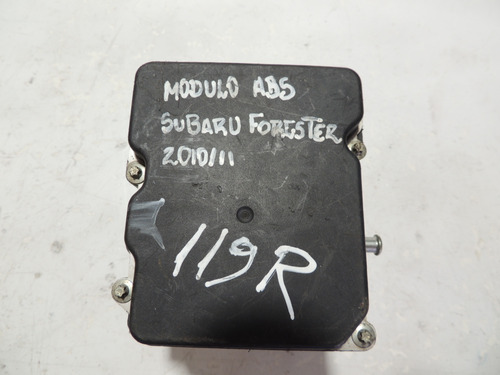 MODULO ABS
SUBARU FORESTER
2010/11
119R